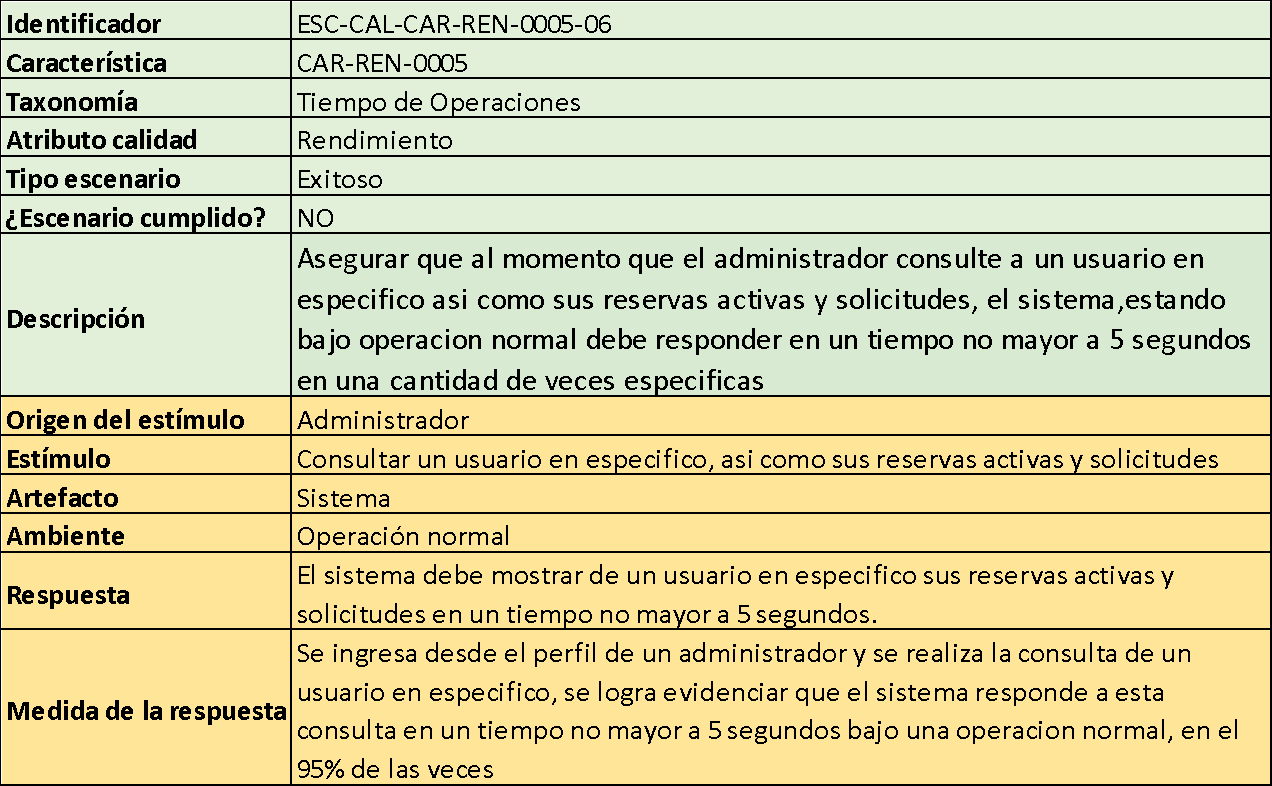 Identificador ESC-CAL-CAR-REN-0005-06
Característica CAR-REN-0005
Taxonomía Tiempo de Operaciones
Atributo calidad Rendimiento
Tipo escenario Exitoso
¿Escenario cumplido? NO
Descripción
Asegurar que al momento que el administrador consulte a un usuario en
especifico asi como sus reservas activas y solicitudes, el sistema,estando
bajo operacion normal debe responder en un tiempo no mayor a 5 segundos
en una cantidad de veces especificas
Origen del estímulo Administrador
Estímulo Consultar un usuario en especifico, asi como sus reservas activas y solicitudes
Artefacto Sistema
Ambiente Operación normal
Respuesta
El sistema debe mostrar de un usuario en especifico sus reservas activas y
solicitudes en un tiempo no mayor a 5 segundos.
Medida de la respuesta
Se ingresa desde el perfil de un administrador y se realiza la consulta de un
usuario en especifico, se logra evidenciar que el sistema responde a esta
consulta en un tiempo no mayor a 5 segundos bajo una operacion normal, en el
95% de las veces